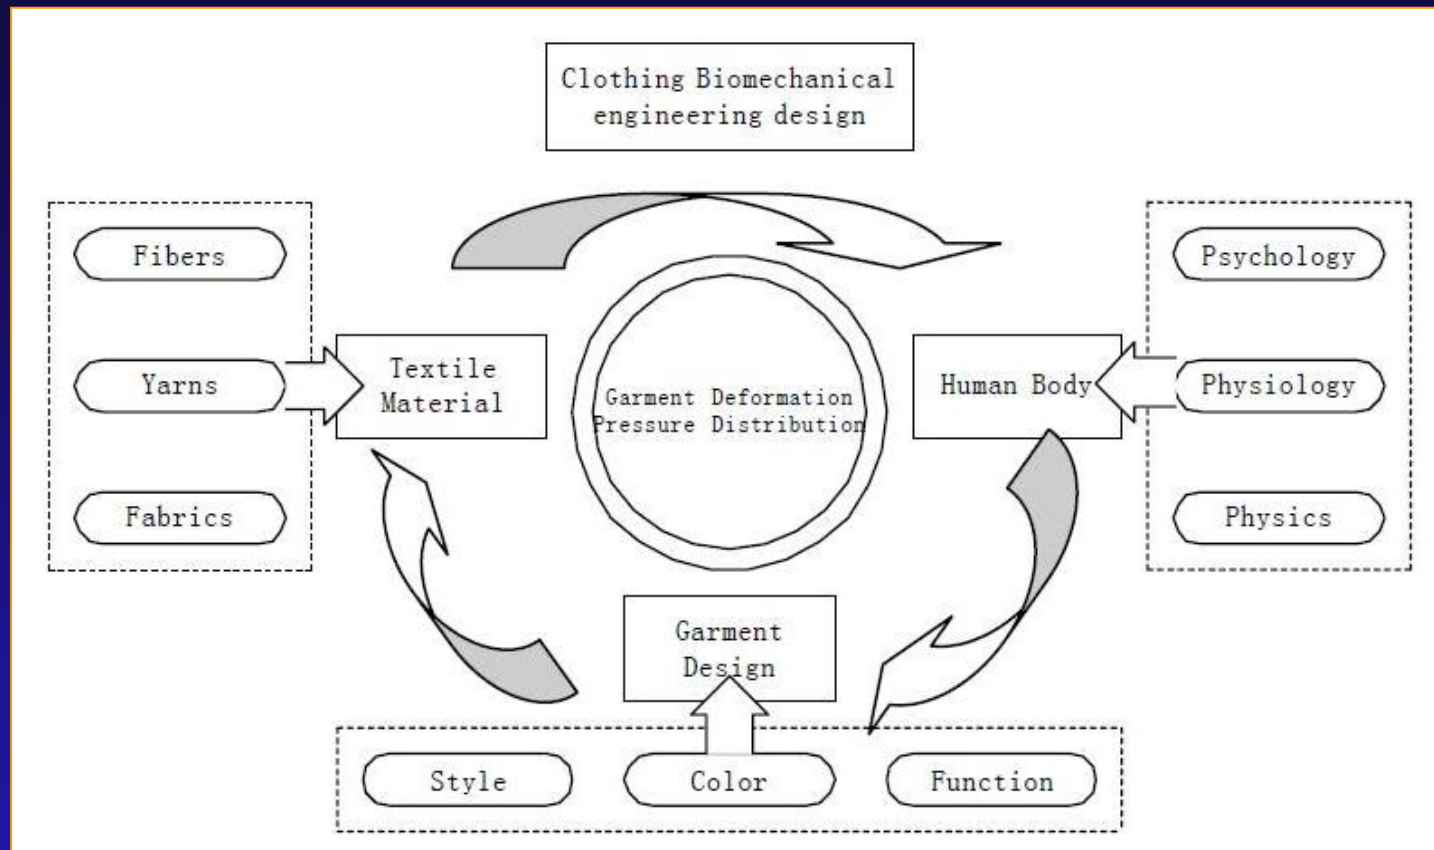 Clothing Biomechanical
engineering design
Fibers
Yarns
Fabrics
Textile
Material
Garment Deformation
Pressure Distribution
Human Body
Psychology
Physiology
Physics
Garment
Design
Style
Color
Function